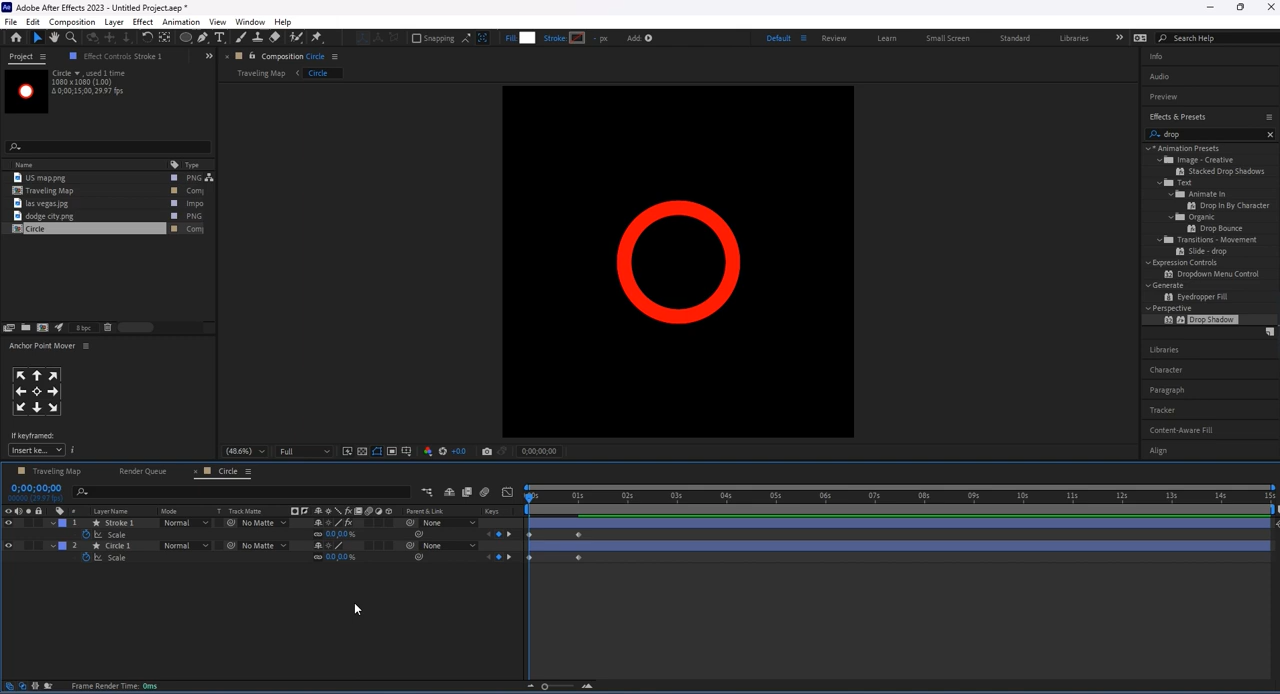 Adobe After Effects 2023 - Untitled Project.aep *
File Edit Composition Layer Effect Animation View Window Help
Snapping Fill: Stroke: - px Add: Default Review Learn Small Screen Standard Libraries Search Help
Project Effect Controls Stroke 1
Composition Circle
Info
Circle , used 1 time
1080 x 1080 (1.00)
Δ 0;00;15;00, 29.97 fps
Traveling Map Circle
Audio
Preview
Effects & Presets
drop
* Animation Presets
Image - Creative
Stacked Drop Shadows
Text
Animate In
Drop In By Character
Organic
Drop Bounce
Transitions - Movement
Slide - drop
Expression Controls
Dropdown Menu Control
Generate
Eyedropper Fill
Perspective
Drop Shadow
Name Type
US map.png PNG
Traveling Map Comp
las vegas.jpg Impo
dodge city.png PNG
Circle Comp
8 bpc
Anchor Point Mover
If keyframed:
Insert ke...
Libraries
Character
Paragraph
Tracker
Content-Aware Fill
Align
(48.6%) Full +0.0 0;00;00;00
Traveling Map Render Queue Circle
0;00;00;00
00000 (29.97 fps)
:00s 01s 02s 03s 04s 05s 06s 07s 08s 09s 10s 11s 12s 13s 14s 15s
# Layer Name Mode T Track Matte Parent & Link Keys
1 Stroke 1 Normal No Matte None
Scale 0.0,0.0 %
2 Circle 1 Normal No Matte None
Scale 0.0,0.0 %
Frame Render Time: 0ms